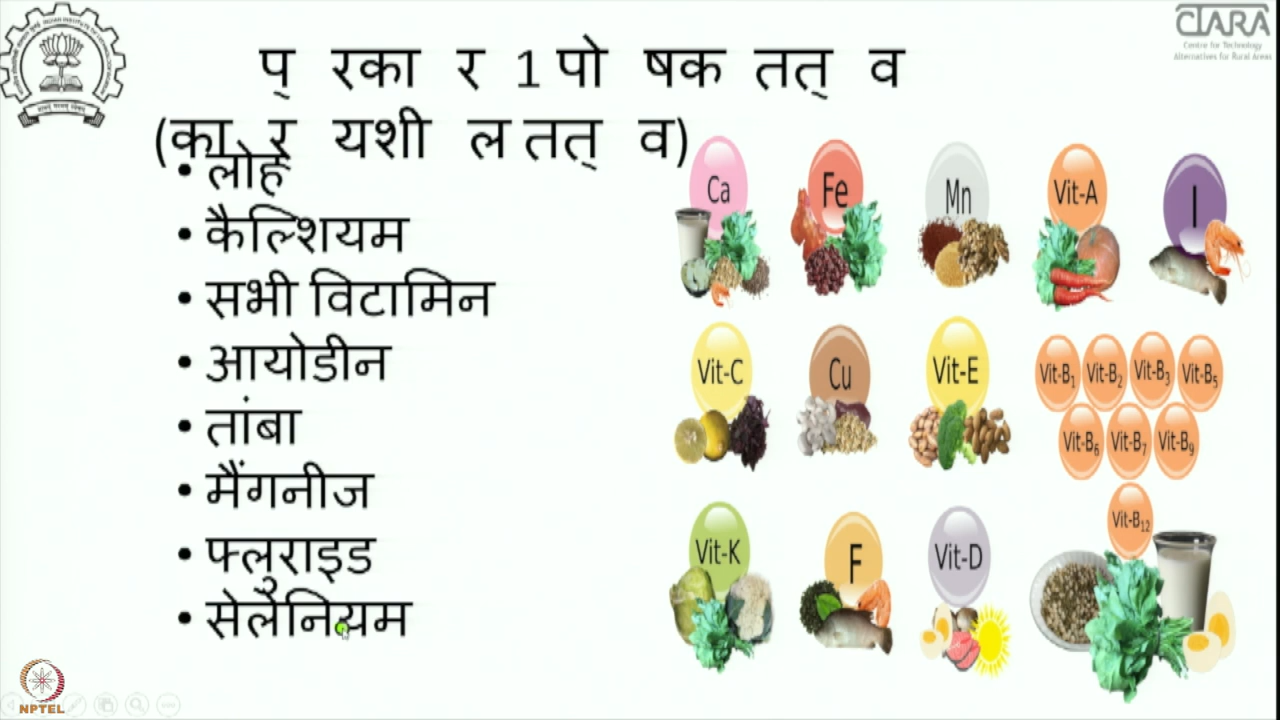 CTARA
Centre for Technology
Alternatives for Rural Areas
प् रका र 1 पो षक तत् व
(का र् यशी ल तत् व)
• लोहे
• कैल्शियम
• सभी विटामिन
• आयोडीन
• तांबा
• मैंगनीज
• फ्लुराइड
• सेलेनियम
Ca
Fe
Mn
Vit-A
I
Vit-C
Cu
Vit-E
Vit-B1 Vit-B2 Vit-B3 Vit-B5
Vit-B6 Vit-B7 Vit-B9
Vit-B12
Vit-K
F
Vit-D
NPTEL